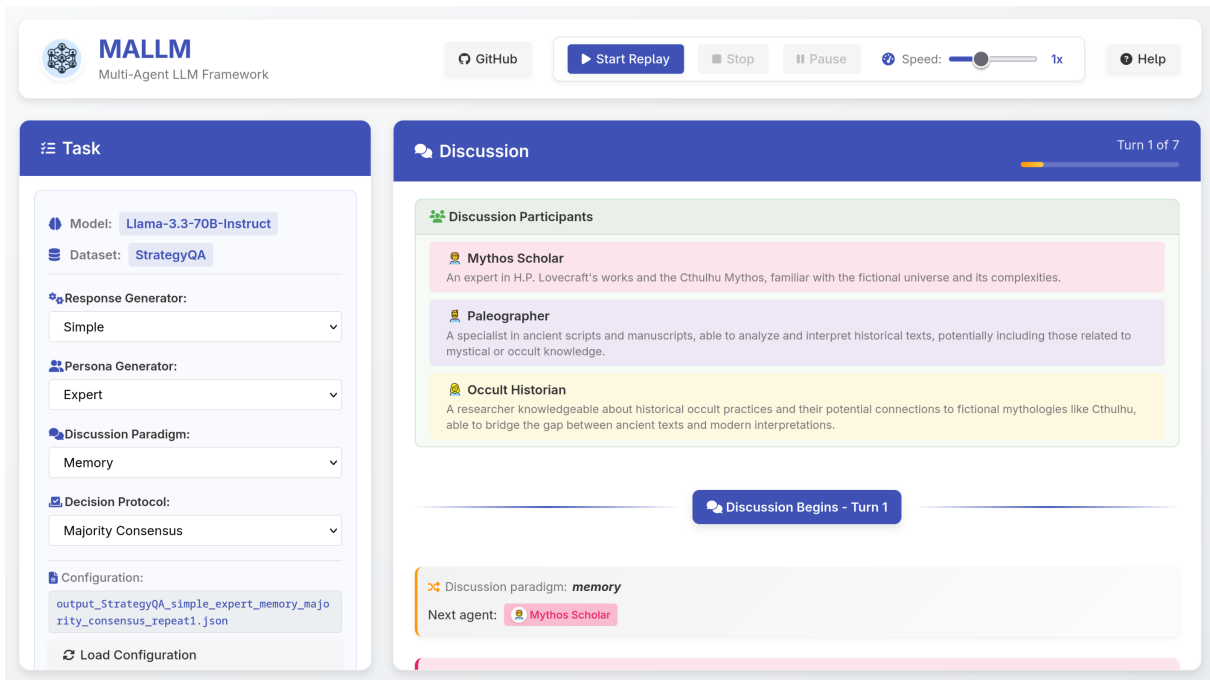 MALLM
Multi-Agent LLM Framework
GitHub
Start Replay
Stop
Pause
Speed:
1x
Help
Task
Model: Llama-3.3-70B-Instruct
Dataset: StrategyQA
Response Generator:
Simple
Persona Generator:
Expert
Discussion Paradigm:
Memory
Decision Protocol:
Majority Consensus
Configuration:
output_StrategyQA_simple_expert_memory_majo
rity_consensus_repeat1.json
Load Configuration
Discussion
Turn 1 of 7
Discussion Participants
Mythos Scholar
An expert in H.P. Lovecraft's works and the Cthulhu Mythos, familiar with the fictional universe and its complexities.
Paleographer
A specialist in ancient scripts and manuscripts, able to analyze and interpret historical texts, potentially including those related to
mystical or occult knowledge.
Occult Historian
A researcher knowledgeable about historical occult practices and their potential connections to fictional mythologies like Cthulhu,
able to bridge the gap between ancient texts and modern interpretations.
Discussion Begins - Turn 1
Discussion paradigm: memory
Next agent: Mythos Scholar